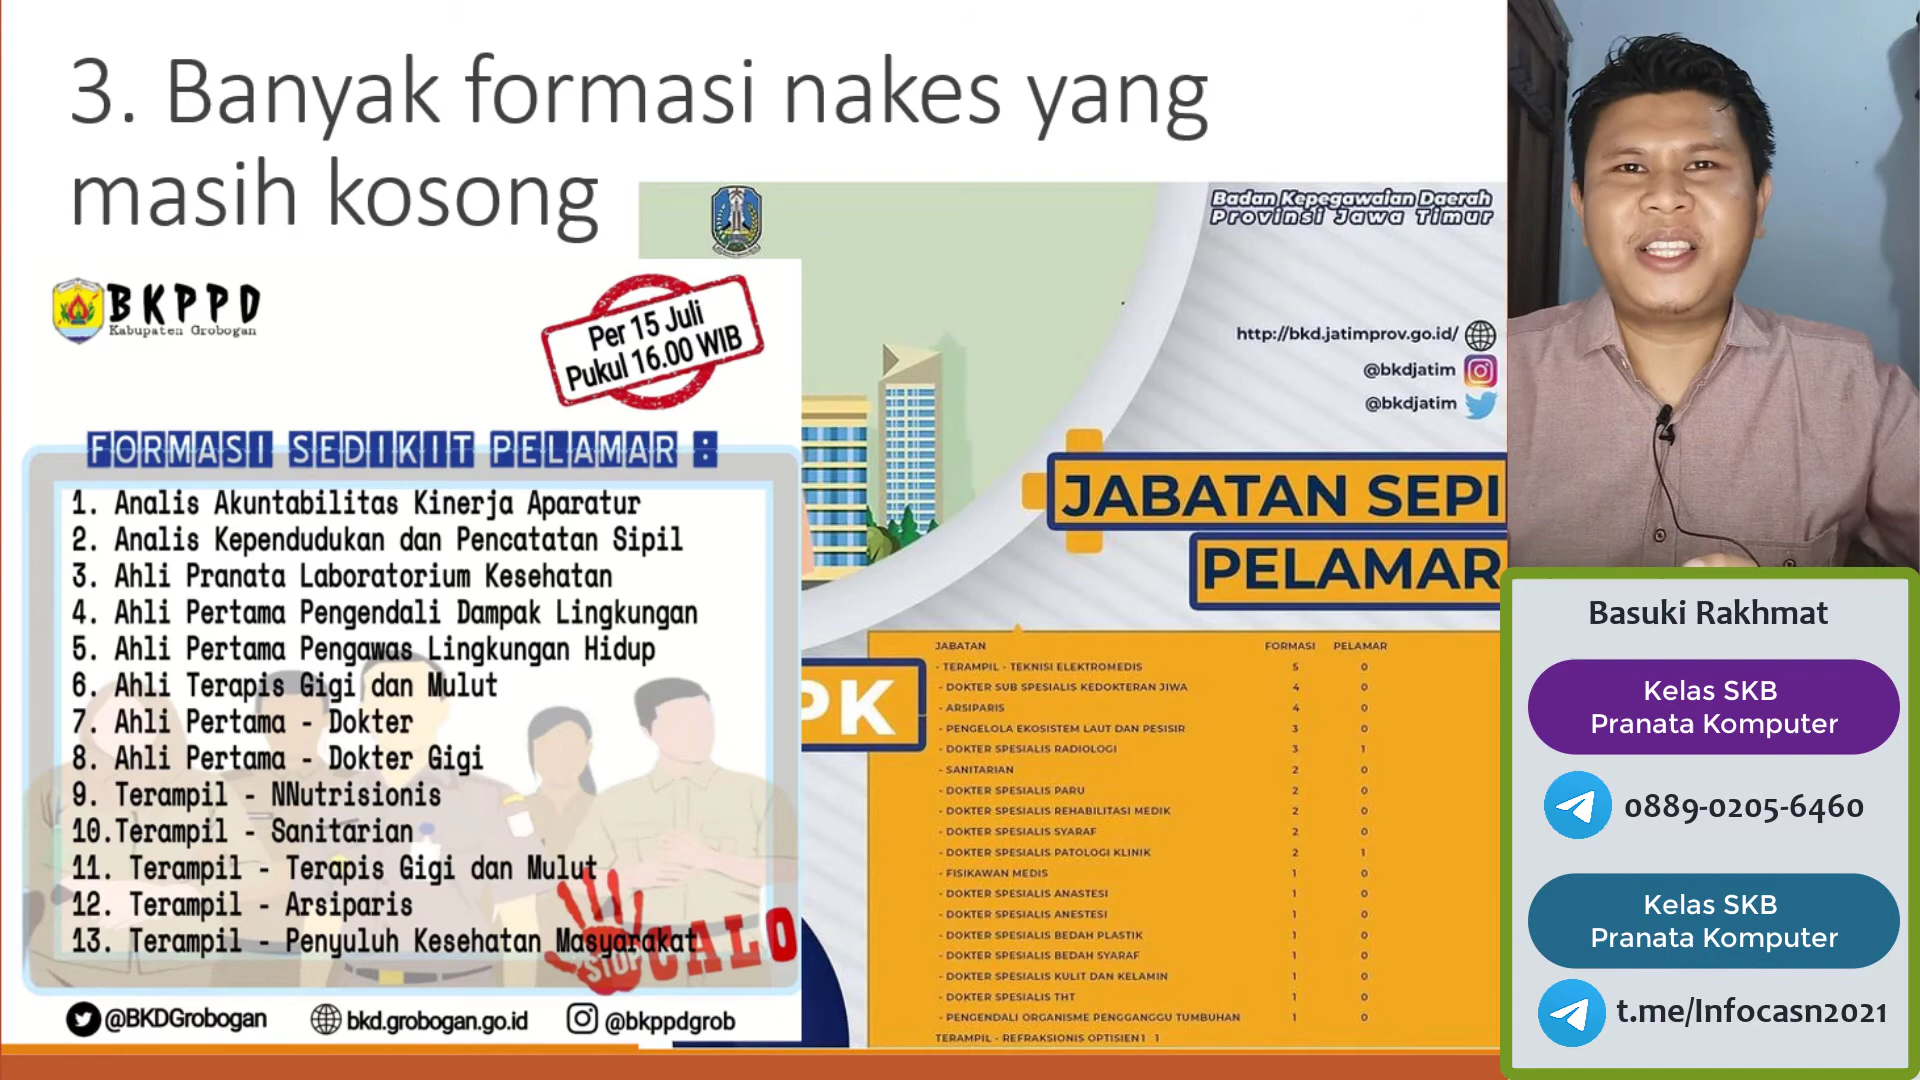 3. Banyak formasi nakes yang
masih kosong
BKPPD
Kabupaten Grobogan
Per 15 Juli
Pukul 16.00 WIB
FORMASI SEDIKIT PELAMAR :
1. Analis Akuntabilitas Kinerja Aparatur
2. Analis Kependudukan dan Pencatatan Sipil
3. Ahli Pranata Laboratorium Kesehatan
4. Ahli Pertama Pengendali Dampak Lingkungan
5. Ahli Pertama Pengawas Lingkungan Hidup
6. Ahli Terapis Gigi dan Mulut
7. Ahli Pertama - Dokter
8. Ahli Pertama - Dokter Gigi
9. Terampil - NNutrisionis
10.Terampil - Sanitarian
11. Terampil - Terapis Gigi dan Mulut
12. Terampil - Arsiparis
13. Terampil - Penyuluh Kesehatan Masyarakat
STOP CALO
@BKDGrobogan
bkd.grobogan.go.id
@bkppdgrob
Badan Kepegawaian Daerah
Provinsi Jawa Timur
http://bkd.jatimprov.go.id/
@bkdjatim
@bkdjatim
JABATAN SEPI
PELAMAR
PK
JABATAN FORMASI PELAMAR
- TERAMPIL - TEKNISI ELEKTROMEDIS 5 0
- DOKTER SUB SPESIALIS KEDOKTERAN JIWA 4 0
- ARSIPARIS 4 0
- PENGELOLA EKOSISTEM LAUT DAN PESISIR 3 0
- DOKTER SPESIALIS RADIOLOGI 3 1
- SANITARIAN 2 0
- DOKTER SPESIALIS PARU 2 0
- DOKTER SPESIALIS REHABILITASI MEDIK 2 0
- DOKTER SPESIALIS SYARAF 2 0
- DOKTER SPESIALIS PATOLOGI KLINIK 2 1
- FISIKAWAN MEDIS 1 0
- DOKTER SPESIALIS ANASTESI 1 0
- DOKTER SPESIALIS ANESTESI 1 0
- DOKTER SPESIALIS BEDAH PLASTIK 1 0
- DOKTER SPESIALIS BEDAH SYARAF 1 0
- DOKTER SPESIALIS KULIT DAN KELAMIN 1 0
- DOKTER SPESIALIS THT 1 0
- PENGENDALI ORGANISME PENGGANGGU TUMBUHAN 1 0
TERAMPIL - REFRAKSIONIS OPTISIEN 1 1
Basuki Rakhmat
Kelas SKB
Pranata Komputer
0889-0205-6460
Kelas SKB
Pranata Komputer
t.me/Infocasn2021